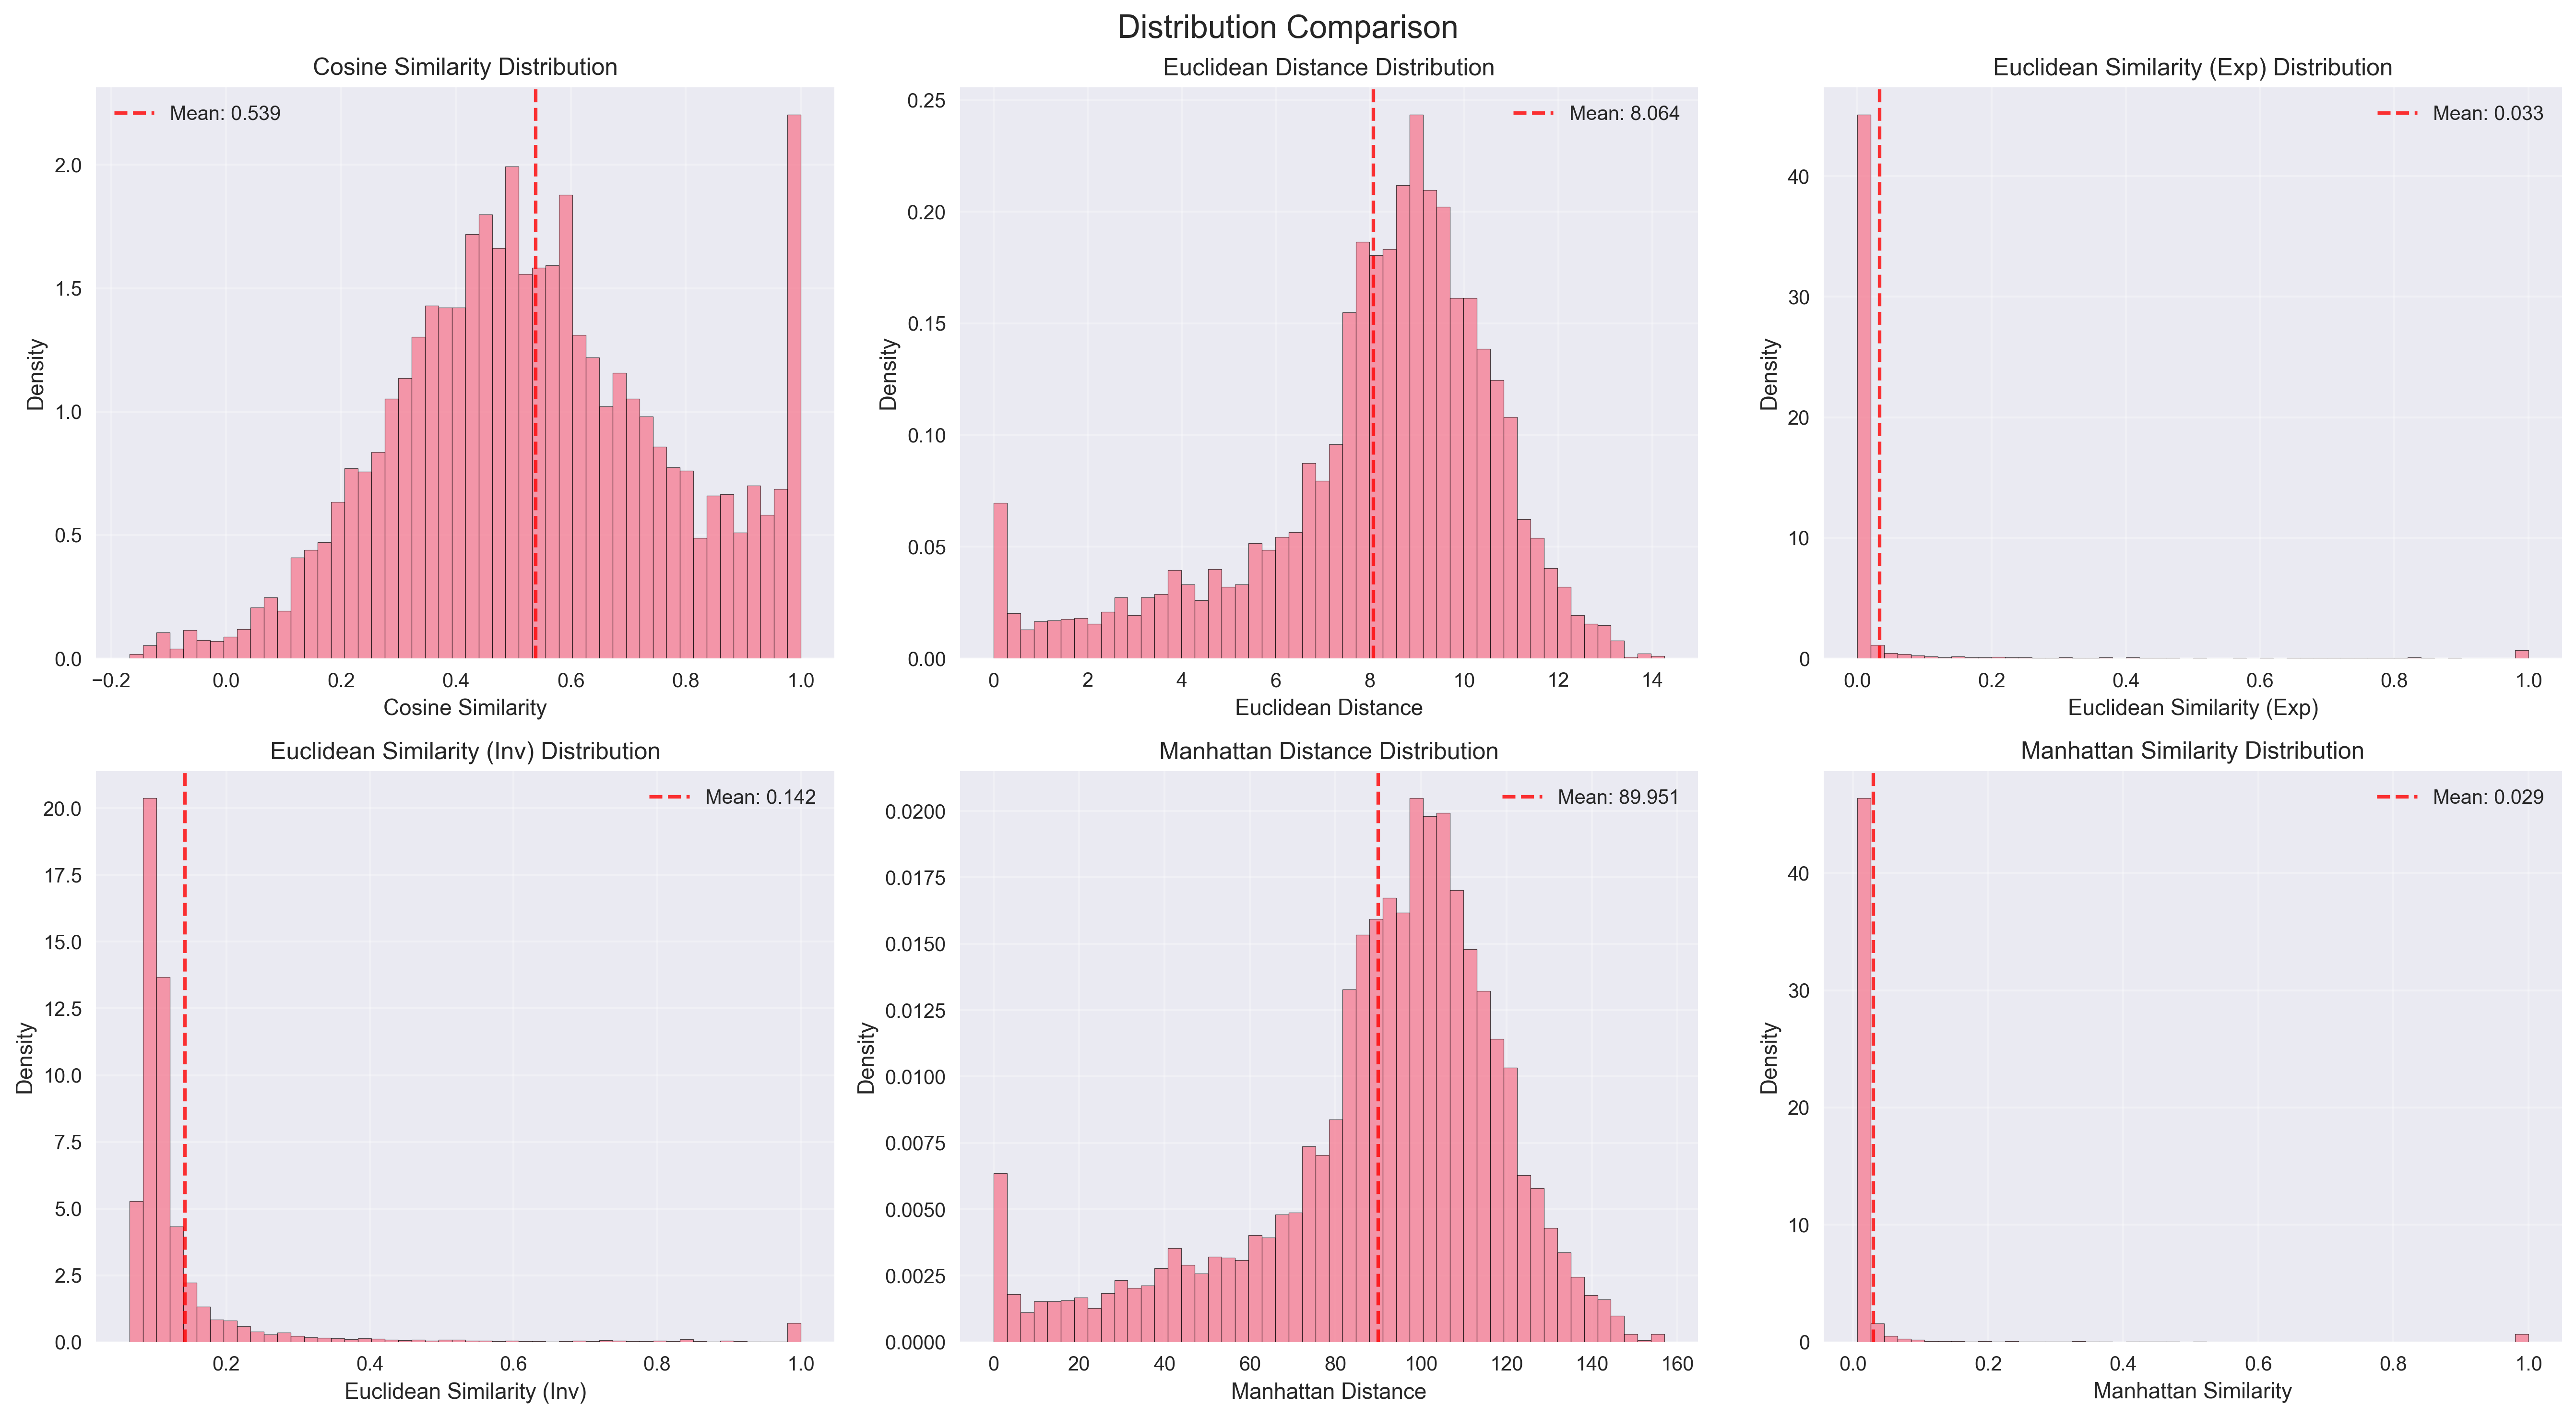 Distribution Comparison
Cosine Similarity Distribution
Mean: 0.539
Density
2.0
1.5
1.0
0.5
0.0
−0.2 0.0 0.2 0.4 0.6 0.8 1.0
Cosine Similarity
Euclidean Distance Distribution
Mean: 8.064
Density
0.25
0.20
0.15
0.10
0.05
0.00
0 2 4 6 8 10 12 14
Euclidean Distance
Euclidean Similarity (Exp) Distribution
Mean: 0.033
Density
40
30
20
10
0
0.0 0.2 0.4 0.6 0.8 1.0
Euclidean Similarity (Exp)
Euclidean Similarity (Inv) Distribution
Mean: 0.142
Density
20.0
17.5
15.0
12.5
10.0
7.5
5.0
2.5
0.0
0.2 0.4 0.6 0.8 1.0
Euclidean Similarity (Inv)
Manhattan Distance Distribution
Mean: 89.951
Density
0.0200
0.0175
0.0150
0.0125
0.0100
0.0075
0.0050
0.0025
0.0000
0 20 40 60 80 100 120 140 160
Manhattan Distance
Manhattan Similarity Distribution
Mean: 0.029
Density
40
30
20
10
0
0.0 0.2 0.4 0.6 0.8 1.0
Manhattan Similarity